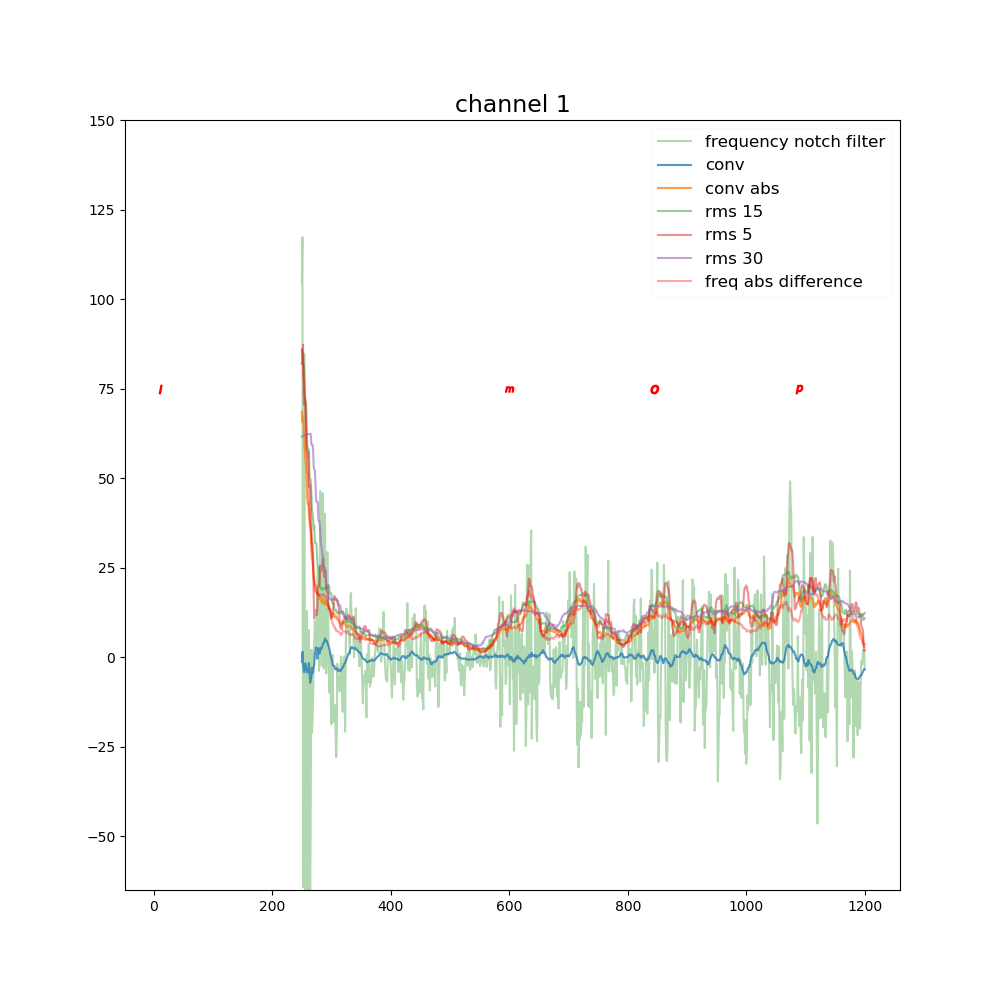 channel 1
150
frequency notch filter
conv
125
conv abs
rms 15
rms 5
rms 30
freq abs difference
100
75
l m o p
50
25
0
−25
−50
0 200 400 600 800 1000 1200